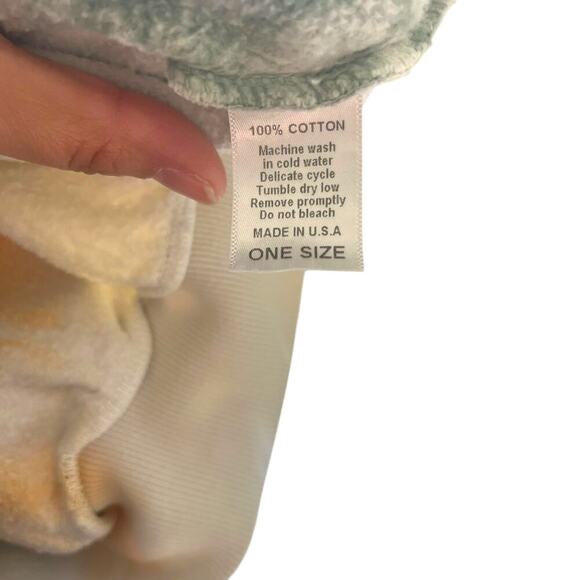 100% COTTON
Machine wash
in cold water
Delicate cycle
Tumble dry low
Remove promptly
Do not bleach
MADE IN U.S.A
ONE SIZE